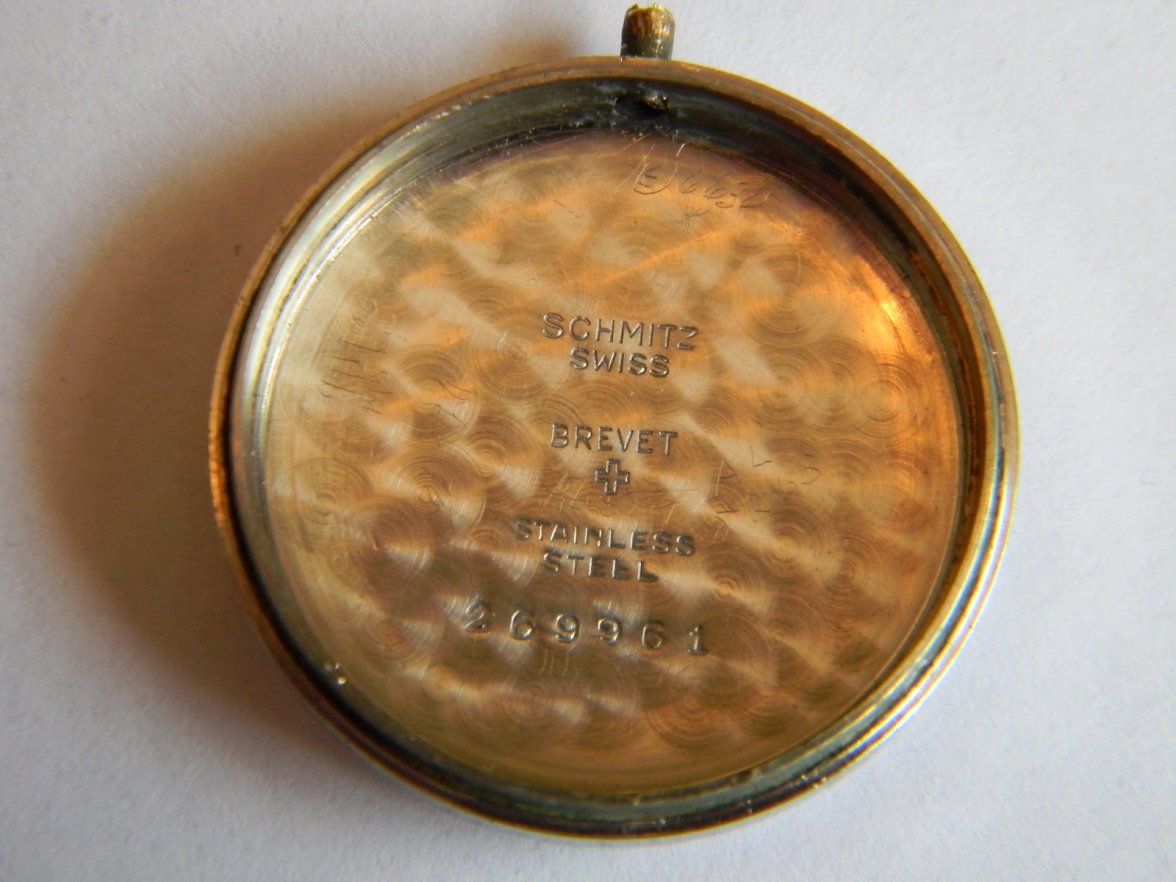 SCHMITZ
SWISS
BREVET
STAINLESS
STEEL
269961